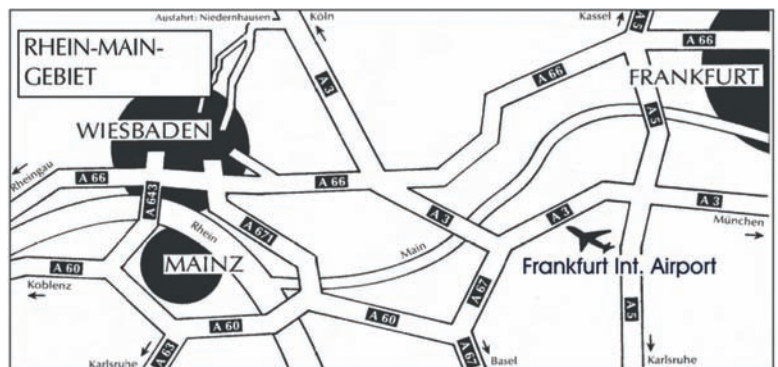 Ausfahrt: Niedernhausen
Köln
Kassel
A 5
A 66
RHEIN-MAIN-
GEBIET
FRANKFURT
A 3
A 66
WIESBADEN
A 5
Rheingau
A 66
A 66
A 643
A 3
A 3
A 3
München
Rhein
A 671
Main
MAINZ
Frankfurt Int. Airport
A 60
Koblenz
A 67
A 60
A 60
A 5
Karlsruhe
A 63
A 67
Basel
Karlsruhe